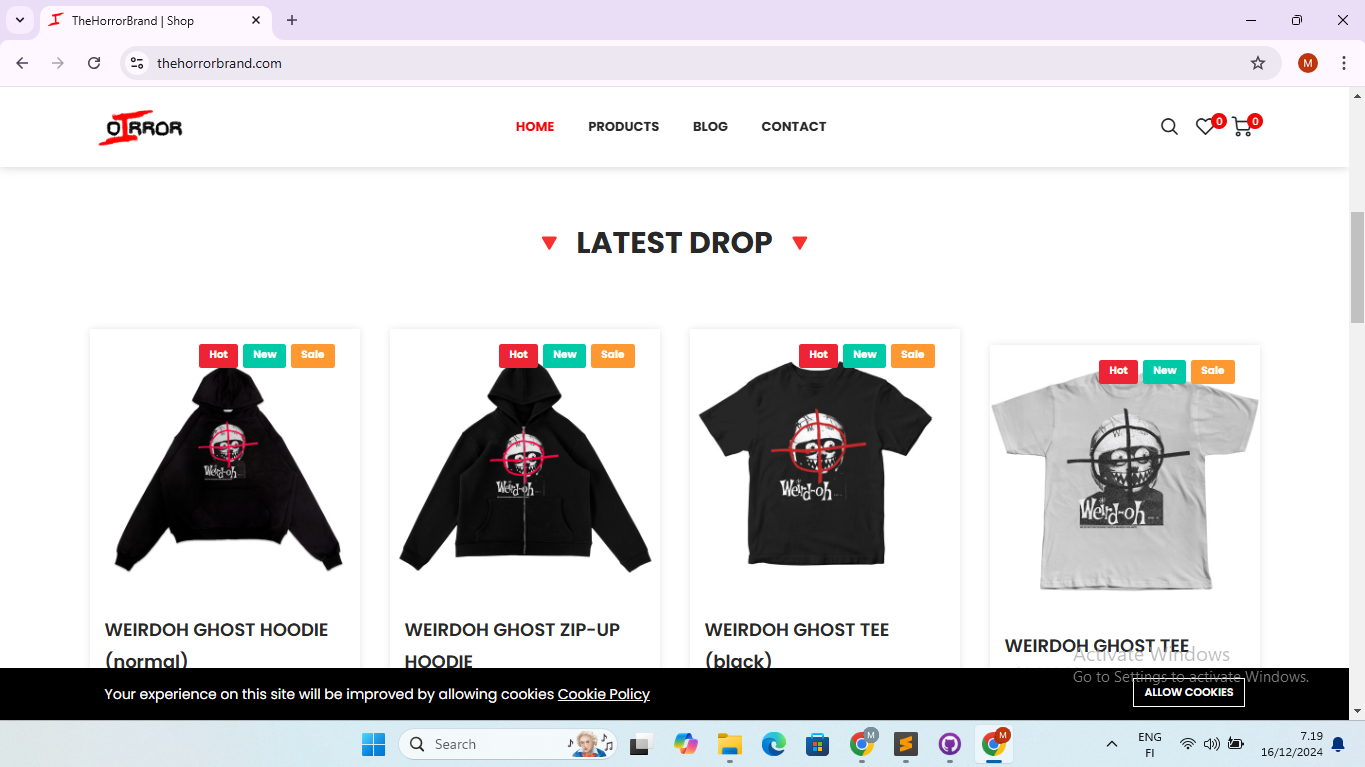 TheHorrorBrand | Shop
thehorrorbrand.com
M
HORROR
HOME PRODUCTS BLOG CONTACT
0 0
LATEST DROP
Hot New Sale
Hot New Sale
Hot New Sale
Hot New Sale
Weird-oh
Weird-oh
Weird-oh
Weird-oh
WEIRDOH GHOST HOODIE
(normal)
WEIRDOH GHOST ZIP-UP
HOODIE
WEIRDOH GHOST TEE
(black)
WEIRDOH GHOST TEE
Activate Windows
Go to Settings to activate Windows.
Your experience on this site will be improved by allowing cookies Cookie Policy
ALLOW COOKIES
Search
M
M
ENG
FI
7.19
16/12/2024